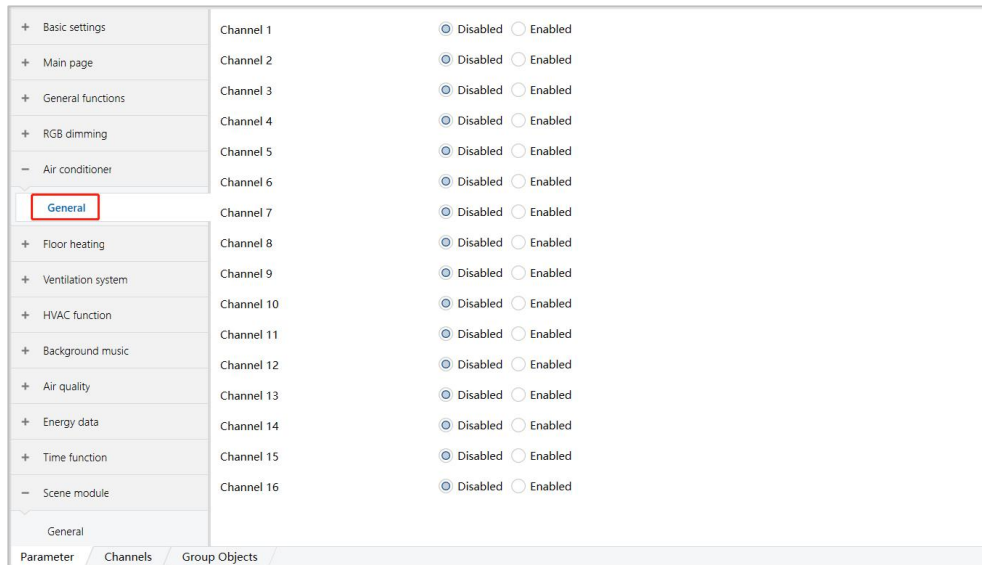 + Basic settings
+ Main page
+ General functions
+ RGB dimming
− Air conditioner
General
+ Floor heating
+ Ventilation system
+ HVAC function
+ Background music
+ Air quality
+ Energy data
+ Time function
− Scene module
General
Channel 1 Disabled Enabled
Channel 2 Disabled Enabled
Channel 3 Disabled Enabled
Channel 4 Disabled Enabled
Channel 5 Disabled Enabled
Channel 6 Disabled Enabled
Channel 7 Disabled Enabled
Channel 8 Disabled Enabled
Channel 9 Disabled Enabled
Channel 10 Disabled Enabled
Channel 11 Disabled Enabled
Channel 12 Disabled Enabled
Channel 13 Disabled Enabled
Channel 14 Disabled Enabled
Channel 15 Disabled Enabled
Channel 16 Disabled Enabled
Parameter Channels Group Objects